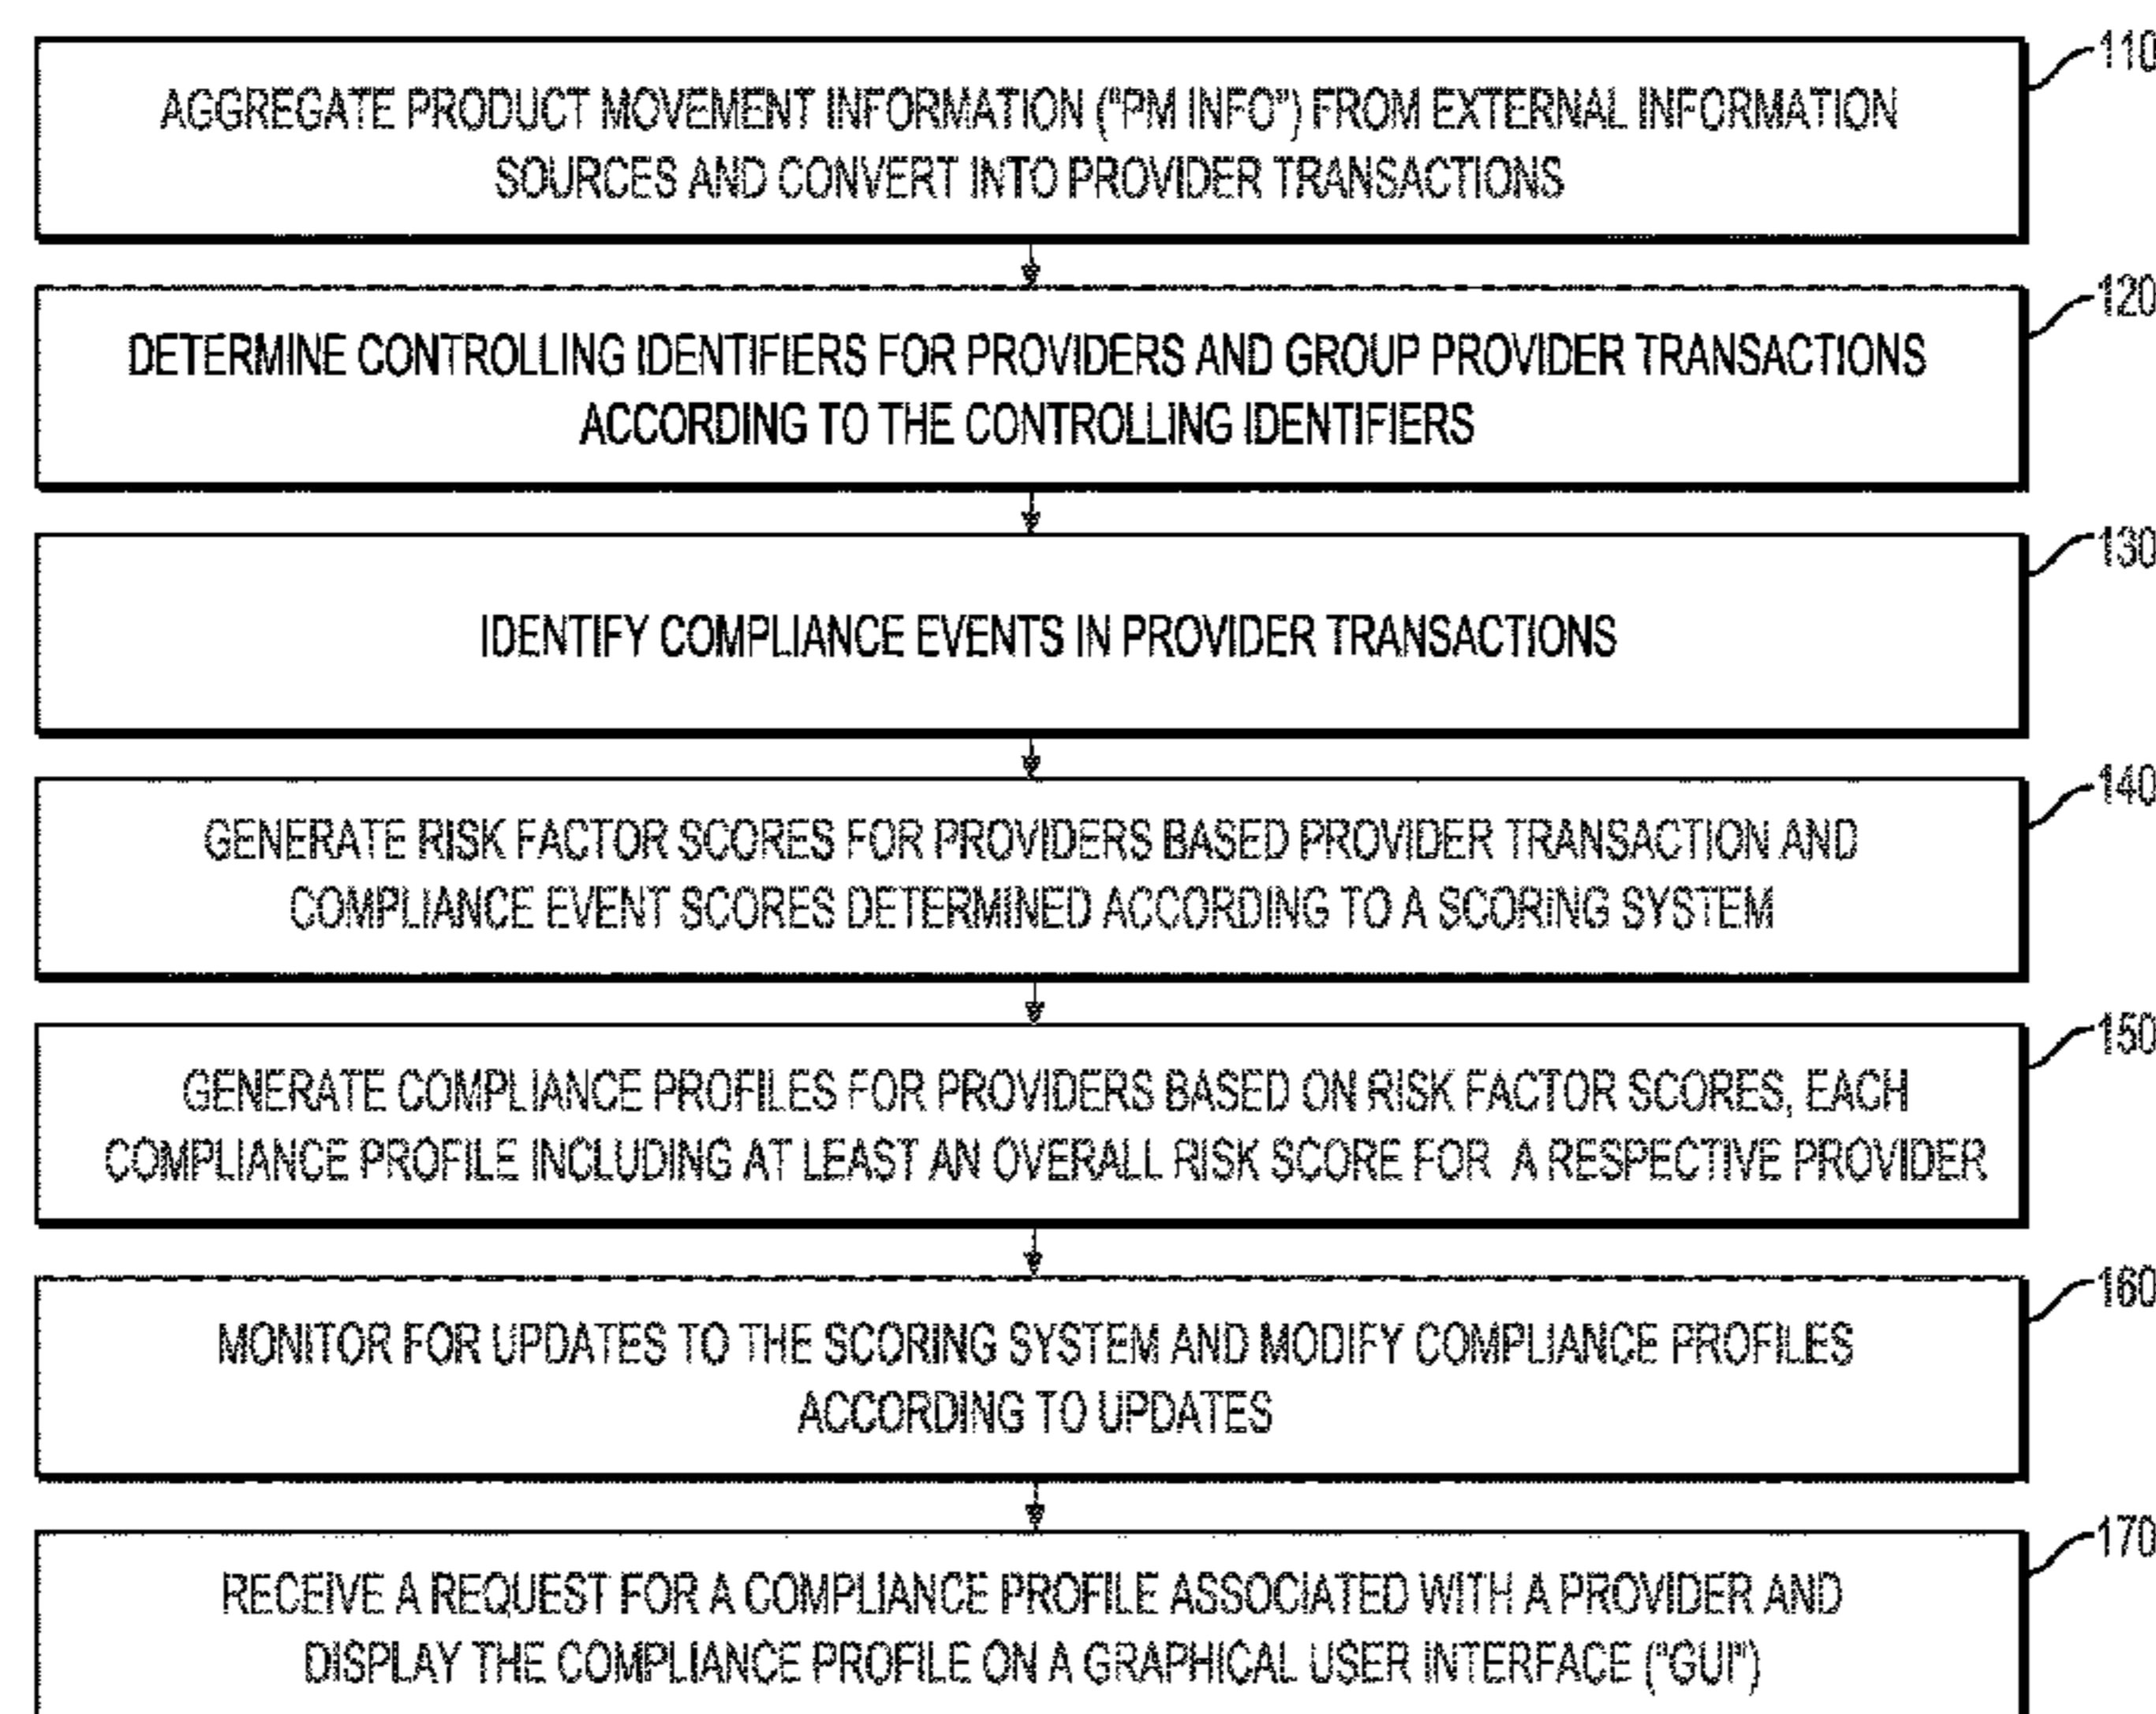 110
AGGREGATE PRODUCT MOVEMENT INFORMATION ("PM INFO") FROM EXTERNAL INFORMATION
SOURCES AND CONVERT INTO PROVIDER TRANSACTIONS
120
DETERMINE CONTROLLING IDENTIFIERS FOR PROVIDERS AND GROUP PROVIDER TRANSACTIONS
ACCORDING TO THE CONTROLLING IDENTIFIERS
130
IDENTIFY COMPLIANCE EVENTS IN PROVIDER TRANSACTIONS
140
GENERATE RISK FACTOR SCORES FOR PROVIDERS BASED PROVIDER TRANSACTION AND
COMPLIANCE EVENT SCORES DETERMINED ACCORDING TO A SCORING SYSTEM
150
GENERATE COMPLIANCE PROFILES FOR PROVIDERS BASED ON RISK FACTOR SCORES, EACH
COMPLIANCE PROFILE INCLUDING AT LEAST AN OVERALL RISK SCORE FOR A RESPECTIVE PROVIDER
160
MONITOR FOR UPDATES TO THE SCORING SYSTEM AND MODIFY COMPLIANCE PROFILES
ACCORDING TO UPDATES
170
RECEIVE A REQUEST FOR A COMPLIANCE PROFILE ASSOCIATED WITH A PROVIDER AND
DISPLAY THE COMPLIANCE PROFILE ON A GRAPHICAL USER INTERFACE ("GUI")